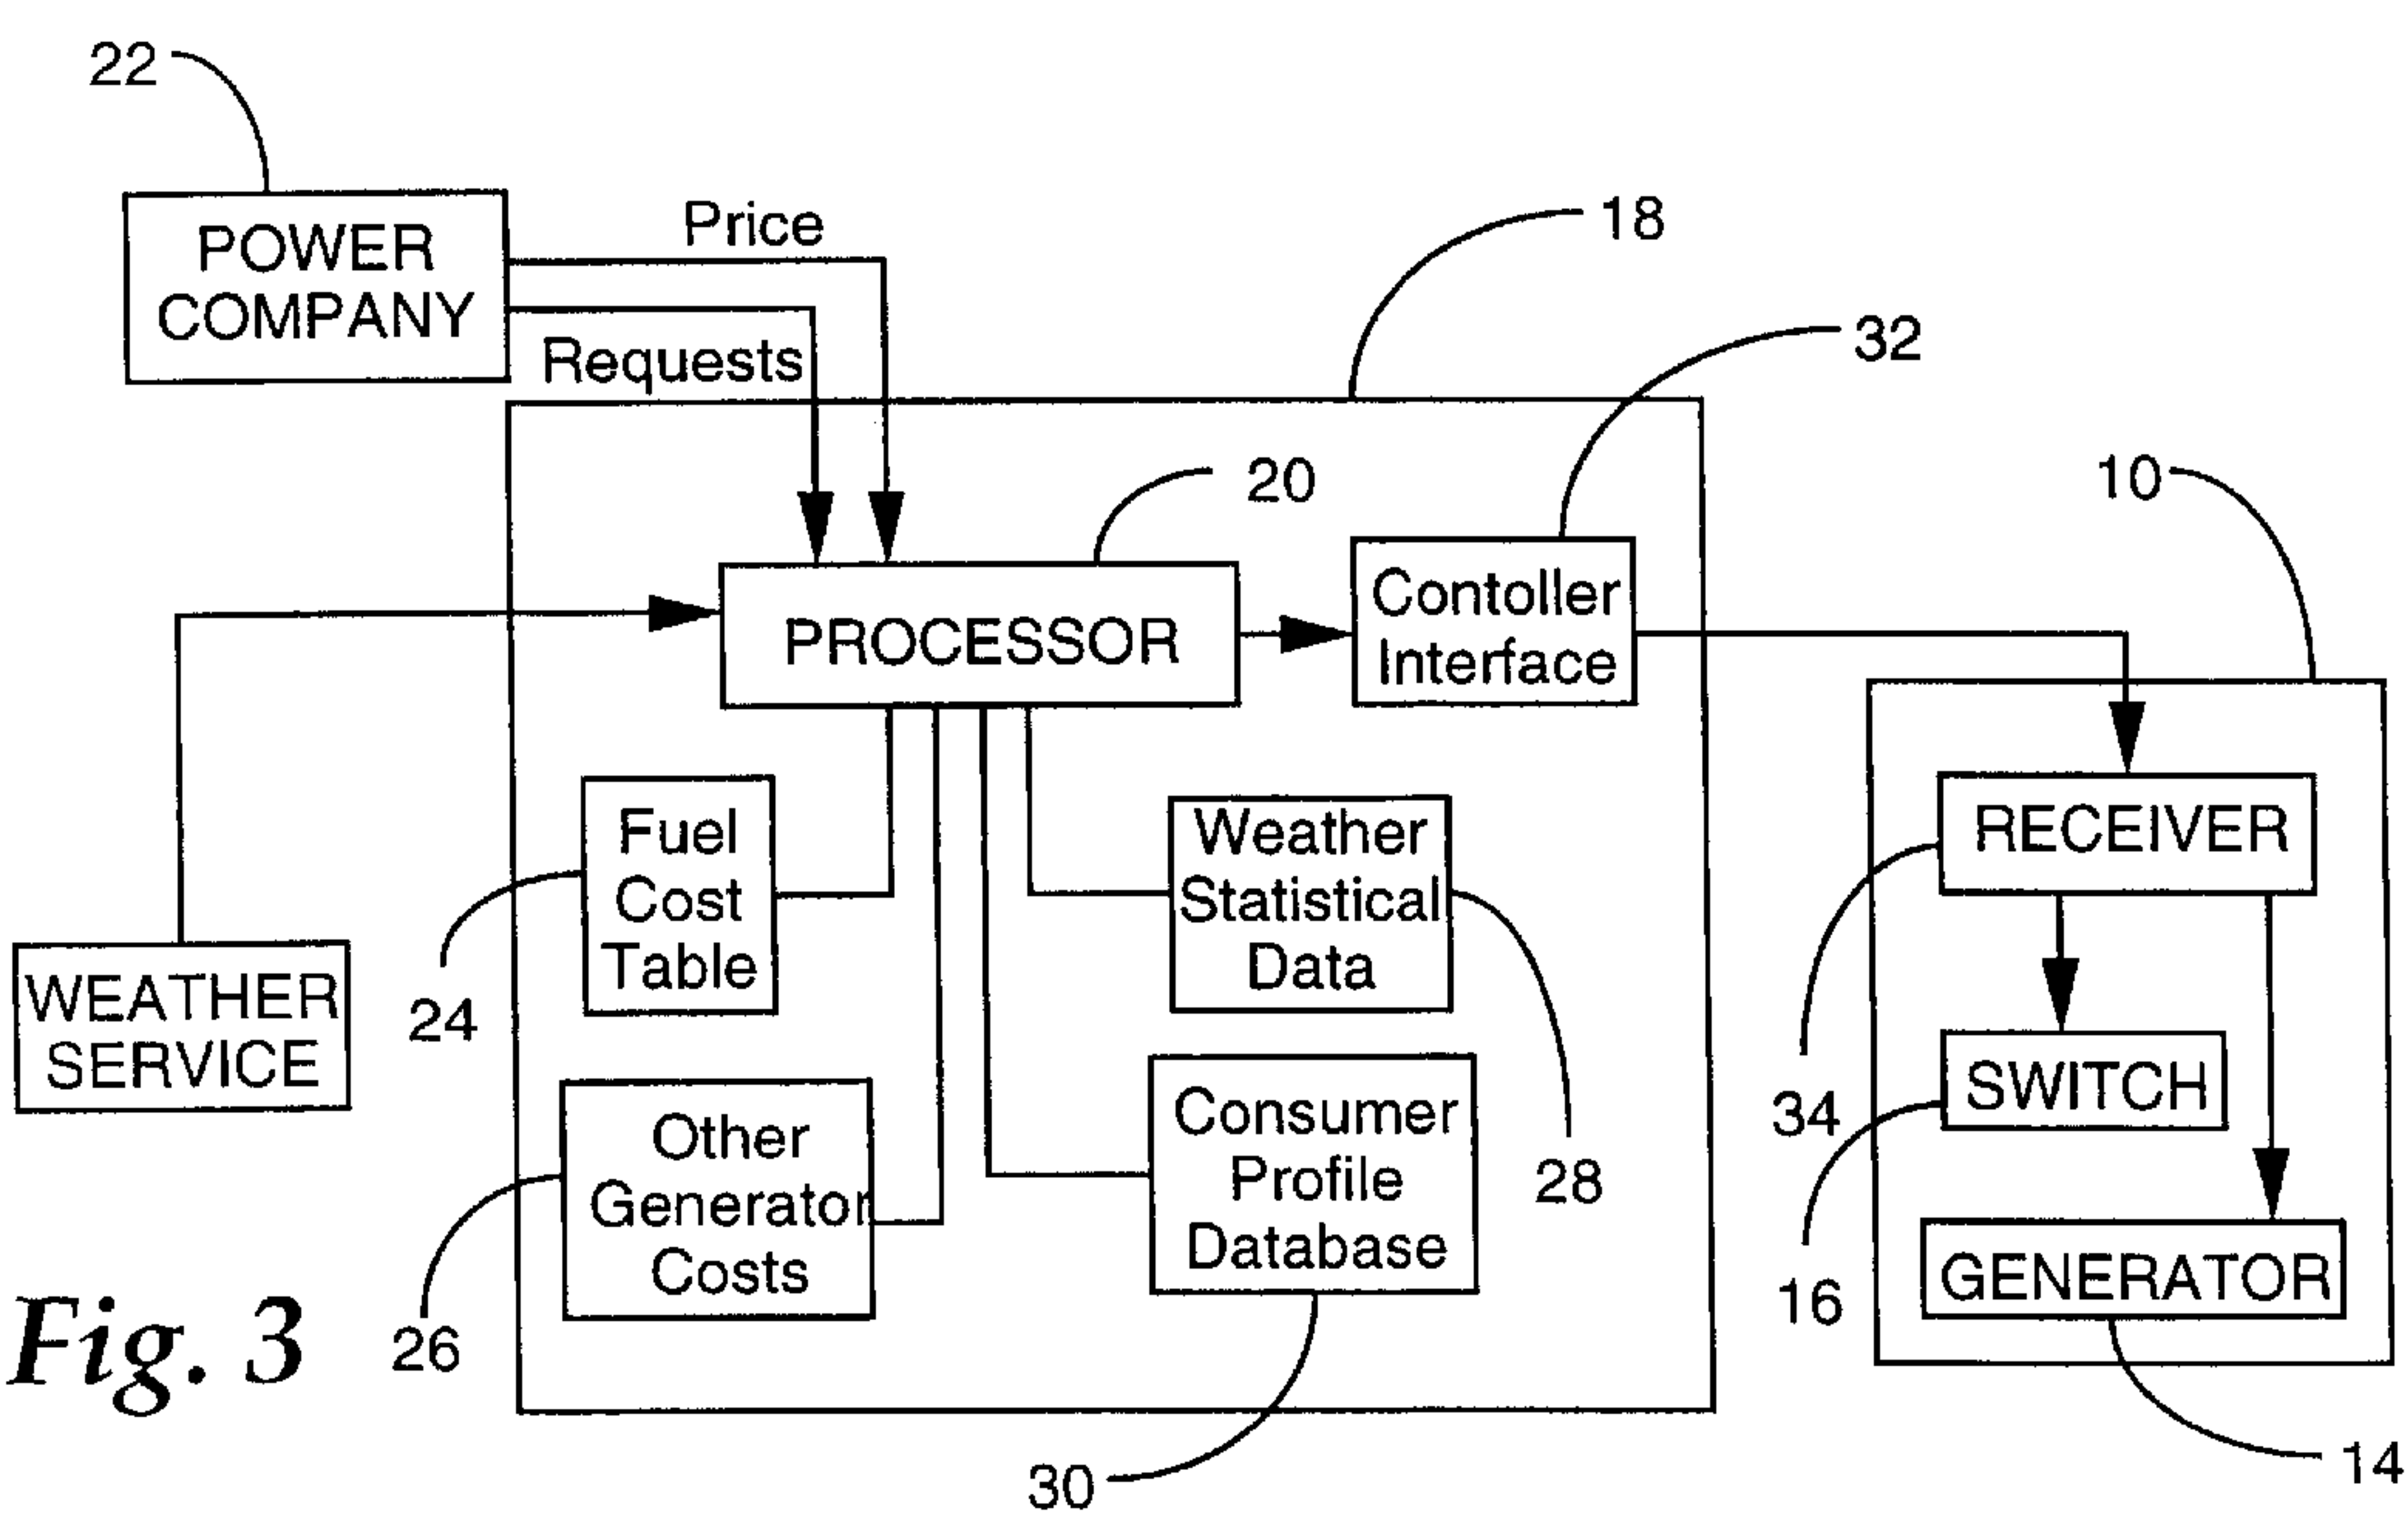 22
POWER
COMPANY
Price
Requests
18
32
20
10
PROCESSOR
Contoller
Interface
Fuel
Cost
Table
24
Weather
Statistical
Data
28
RECEIVER
34
WEATHER
SERVICE
Other
Generator
Costs
26
Consumer
Profile
Database
30
SWITCH
16
GENERATOR
14
Fig. 3